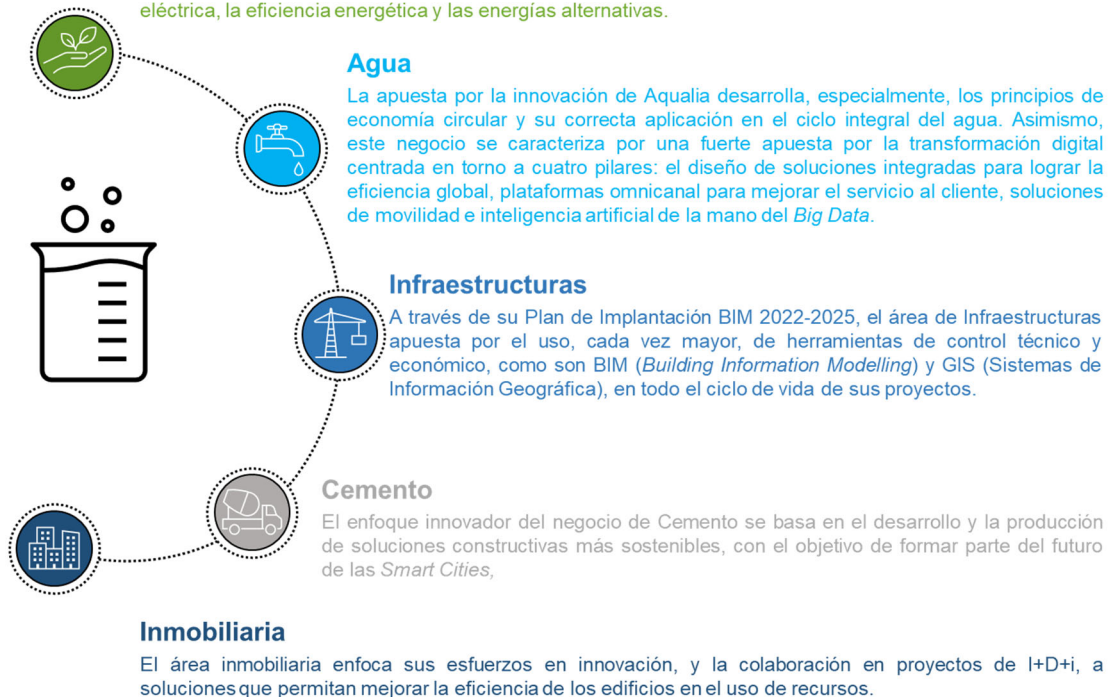 eléctrica, la eficiencia energética y las energías alternativas.
Agua
La apuesta por la innovación de Aqualia desarrolla, especialmente, los principios de
economía circular y su correcta aplicación en el ciclo integral del agua. Asimismo,
este negocio se caracteriza por una fuerte apuesta por la transformación digital
centrada en torno a cuatro pilares: el diseño de soluciones integradas para lograr la
eficiencia global, plataformas omnicanal para mejorar el servicio al cliente, soluciones
de movilidad e inteligencia artificial de la mano del Big Data.
Infraestructuras
A través de su Plan de Implantación BIM 2022-2025, el área de Infraestructuras
apuesta por el uso, cada vez mayor, de herramientas de control técnico y
económico, como son BIM (Building Information Modelling) y GIS (Sistemas de
Información Geográfica), en todo el ciclo de vida de sus proyectos.
Cemento
El enfoque innovador del negocio de Cemento se basa en el desarrollo y la producción
de soluciones constructivas más sostenibles, con el objetivo de formar parte del futuro
de las Smart Cities,
Inmobiliaria
El área inmobiliaria enfoca sus esfuerzos en innovación, y la colaboración en proyectos de I+D+i, a
soluciones que permitan mejorar la eficiencia de los edificios en el uso de recursos.